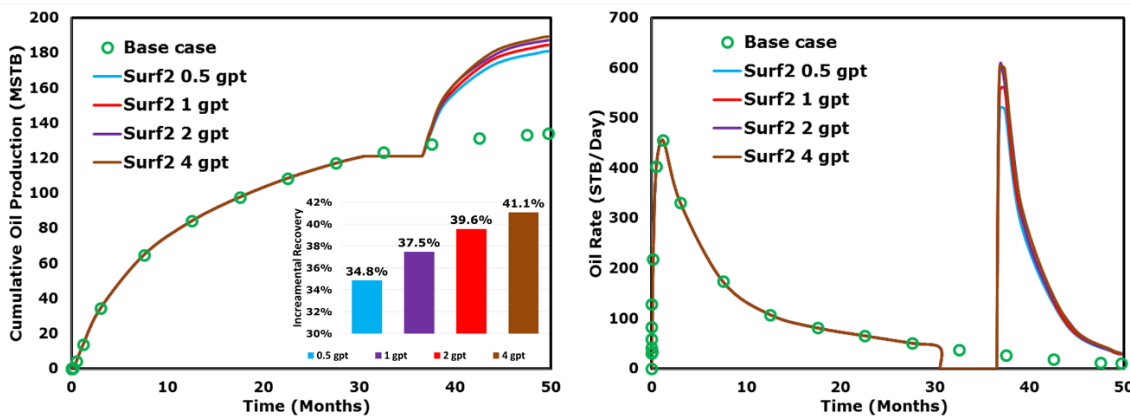 200
180
160
140
120
100
80
60
40
20
0
Cumulative Oil Production (MSTB)
Base case
Surf2 0.5 gpt
Surf2 1 gpt
Surf2 2 gpt
Surf2 4 gpt
42%
40%
38%
36%
34%
32%
30%
Increamental Recovery
34.8%
37.5%
39.6%
41.1%
0.5 gpt
1 gpt
2 gpt
4 gpt
0 10 20 30 40 50
Time (Months)
700
600
500
400
300
200
100
0
Oil Rate (STB/Day)
Base case
Surf2 0.5 gpt
Surf2 1 gpt
Surf2 2 gpt
Surf2 4 gpt
0 10 20 30 40 50
Time (Months)